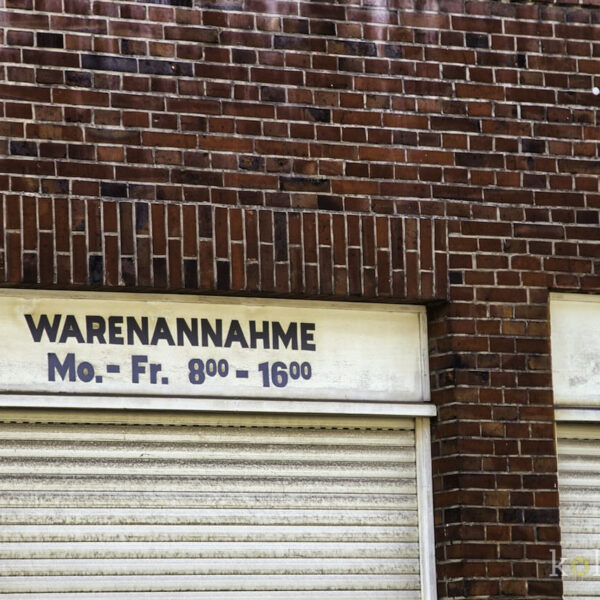 WARENANNAHME
Mo.- Fr. 8⁰⁰ - 16⁰⁰